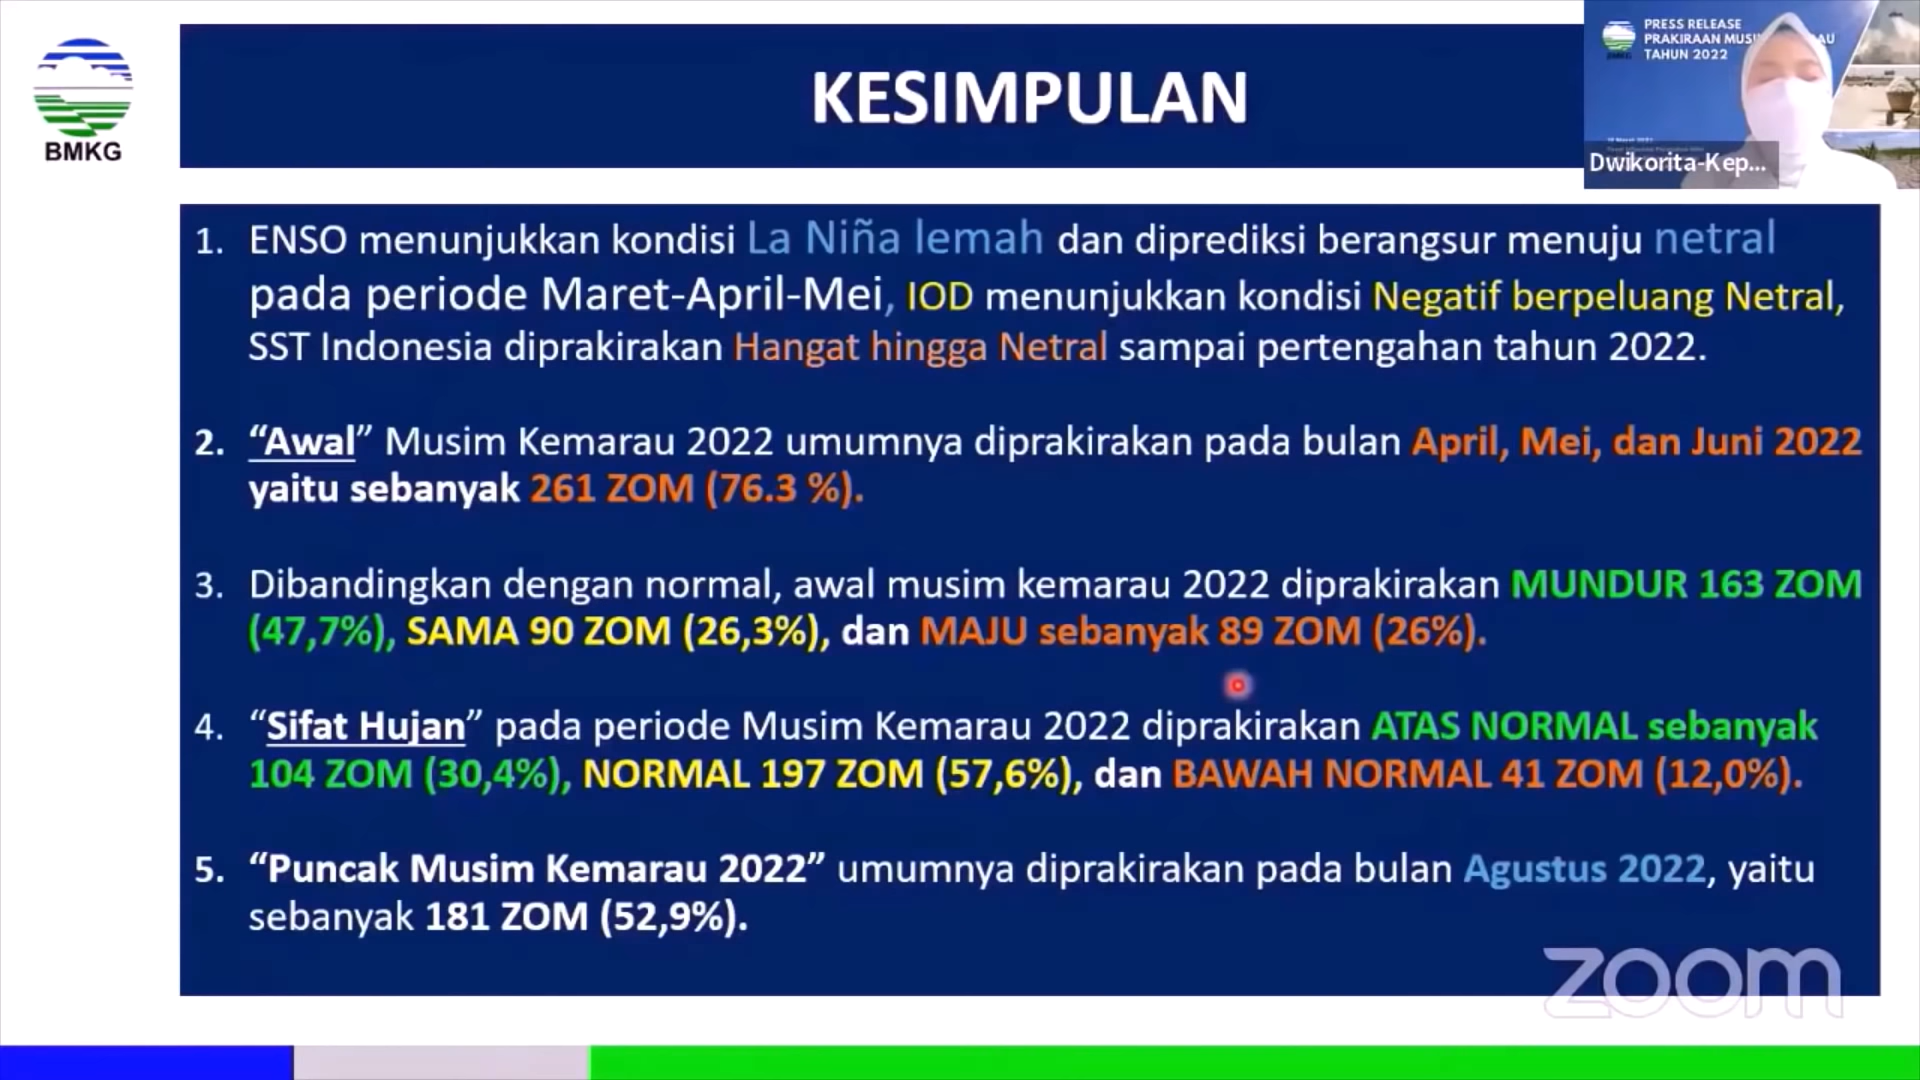 BMKG
KESIMPULAN
PRESS RELEASE
PRAKIRAAN MUSI
AU
TAHUN 2022
Dwikorita-Kep...
1. ENSO menunjukkan kondisi La Niña lemah dan diprediksi berangsur menuju netral
pada periode Maret-April-Mei, IOD menunjukkan kondisi Negatif berpeluang Netral,
SST Indonesia diprakirakan Hangat hingga Netral sampai pertengahan tahun 2022.
2. “Awal” Musim Kemarau 2022 umumnya diprakirakan pada bulan April, Mei, dan Juni 2022
yaitu sebanyak 261 ZOM (76.3 %).
3. Dibandingkan dengan normal, awal musim kemarau 2022 diprakirakan MUNDUR 163 ZOM
(47,7%), SAMA 90 ZOM (26,3%), dan MAJU sebanyak 89 ZOM (26%).
4. “Sifat Hujan” pada periode Musim Kemarau 2022 diprakirakan ATAS NORMAL sebanyak
104 ZOM (30,4%), NORMAL 197 ZOM (57,6%), dan BAWAH NORMAL 41 ZOM (12,0%).
5. “Puncak Musim Kemarau 2022” umumnya diprakirakan pada bulan Agustus 2022, yaitu
sebanyak 181 ZOM (52,9%).
zoom